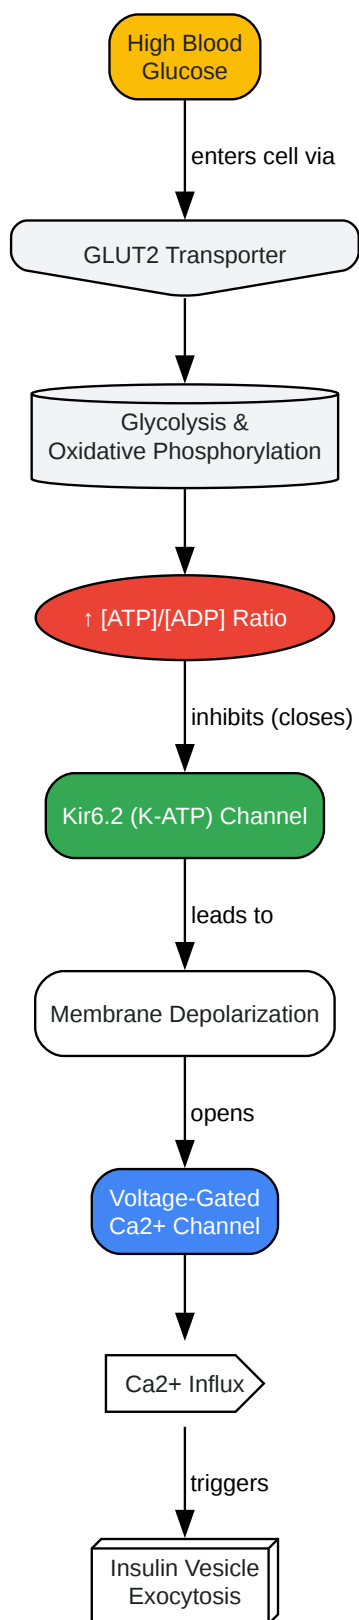 High Blood
Glucose
enters cell via
GLUT2 Transporter
Glycolysis &
Oxidative Phosphorylation
↑ [ATP]/[ADP] Ratio
inhibits (closes)
Kir6.2 (K-ATP) Channel
leads to
Membrane Depolarization
opens
Voltage-Gated
Ca2+ Channel
Ca2+ Influx
triggers
Insulin Vesicle
Exocytosis